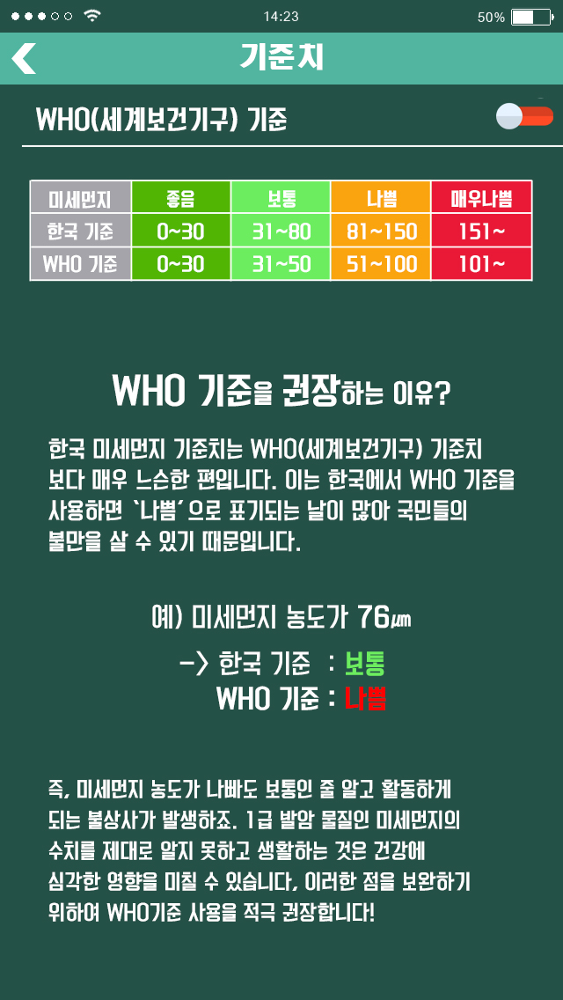 14:23
50%
기준치
WHO(세계보건기구) 기준
미세먼지 좋음 보통 나쁨 매우나쁨
한국 기준 0~30 31~80 81~150 151~
WHO 기준 0~30 31~50 51~100 101~
WHO 기준을 권장하는 이유?
한국 미세먼지 기준치는 WHO(세계보건기구) 기준치
보다 매우 느슨한 편입니다. 이는 한국에서 WHO 기준을
사용하면 `나쁨´으로 표기되는 날이 많아 국민들의
불만을 살 수 있기 때문입니다.
예) 미세먼지 농도가 76㎛
-> 한국 기준 : 보통
WHO 기준 : 나쁨
즉, 미세먼지 농도가 나빠도 보통인 줄 알고 활동하게
되는 불상사가 발생하죠. 1급 발암 물질인 미세먼지의
수치를 제대로 알지 못하고 생활하는 것은 건강에
심각한 영향을 미칠 수 있습니다, 이러한 점을 보완하기
위하여 WHO기준 사용을 적극 권장합니다!